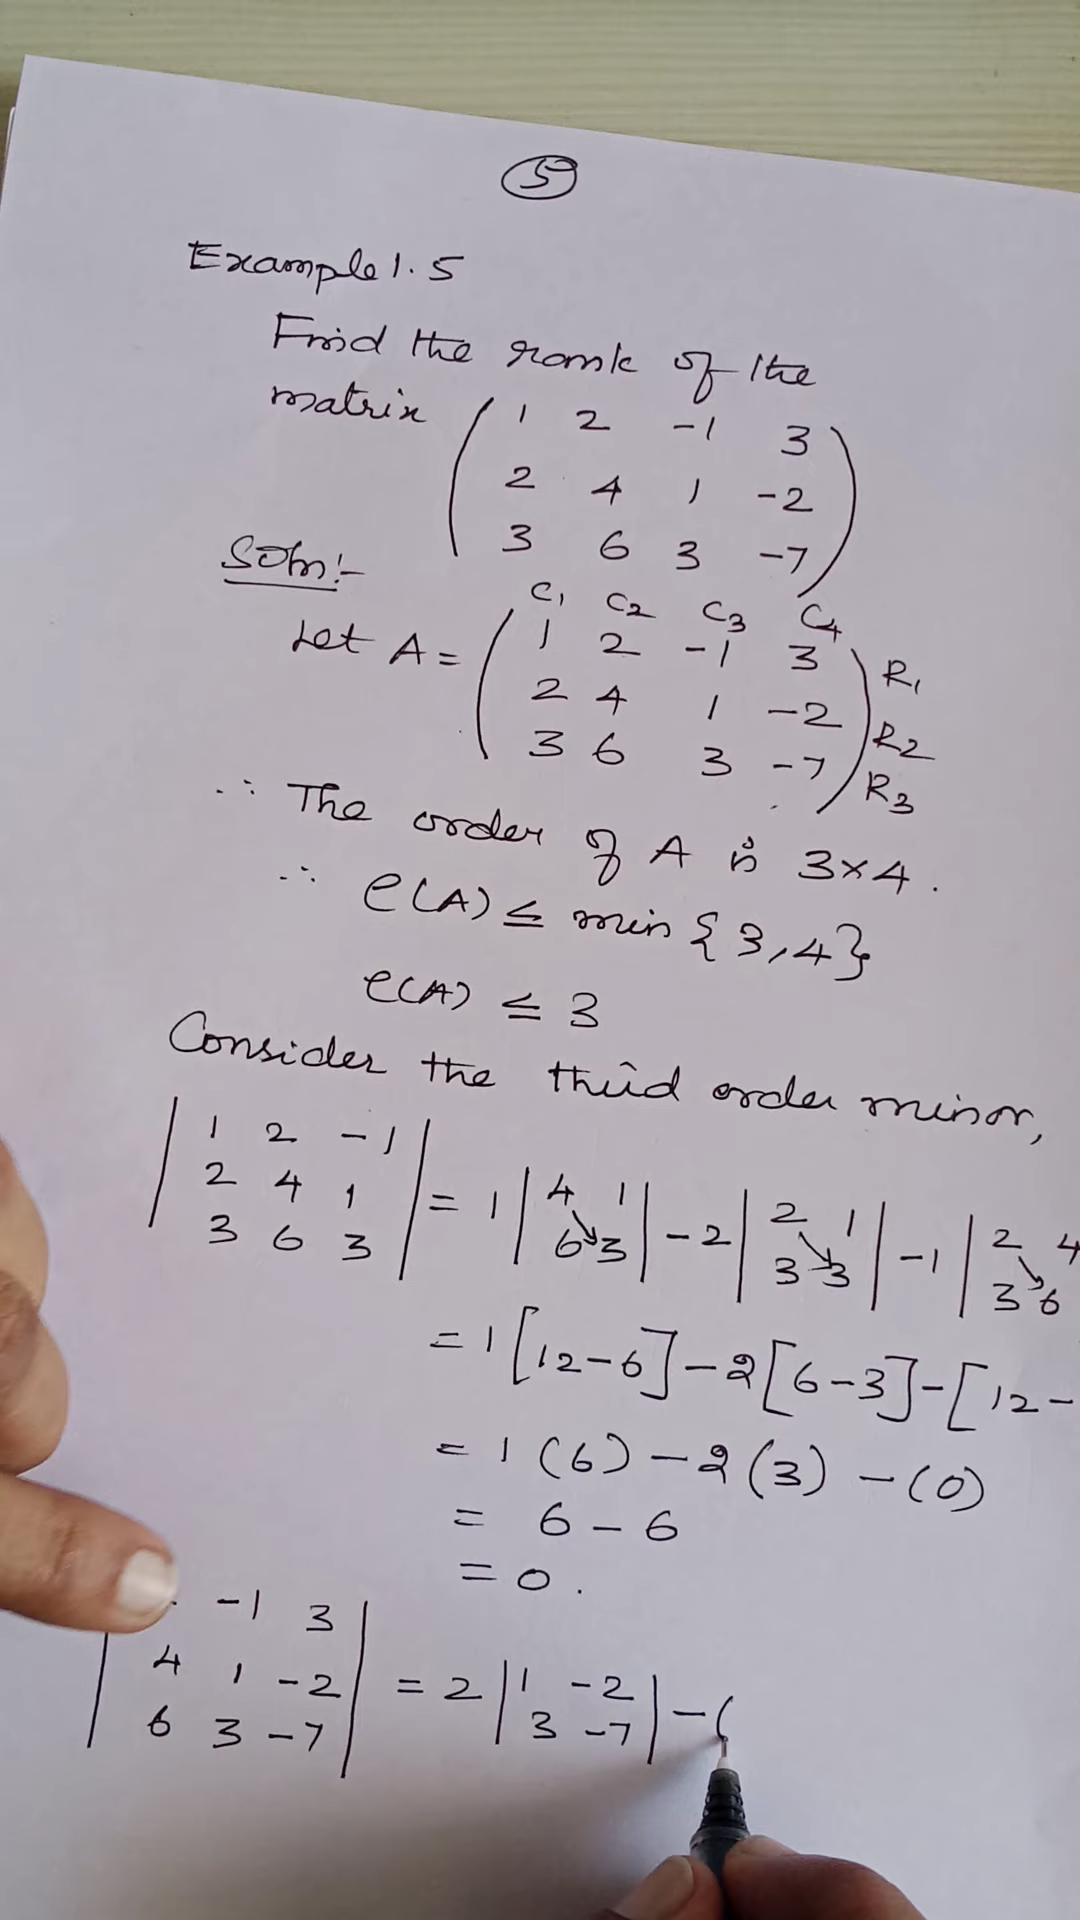 5
Example 1.5
Find the rank of the
matrix ( 1 2 -1 3
2 4 1 -2
3 6 3 -7 )
Soln:-
C1 C2 C3 C4
Let A = ( 1 2 -1 3 R1
2 4 1 -2 R2
3 6 3 -7 ) R3
∴ The order of A is 3×4.
∴ ρ(A) ≤ min {3,4}
ρ(A) ≤ 3
Consider the third order minor,
| 1 2 -1
2 4 1
3 6 3 | = 1 | 4 1
6 3 | -2 | 2 1
3 3 | -1 | 2 4
3 6
= 1 [12-6] -2 [6-3] -[12-
= 1 (6) -2 (3) -(0)
= 6 - 6
= 0.
-1 3
4 1 -2
6 3 -7 | = 2 | 1 -2
3 -7 | -(